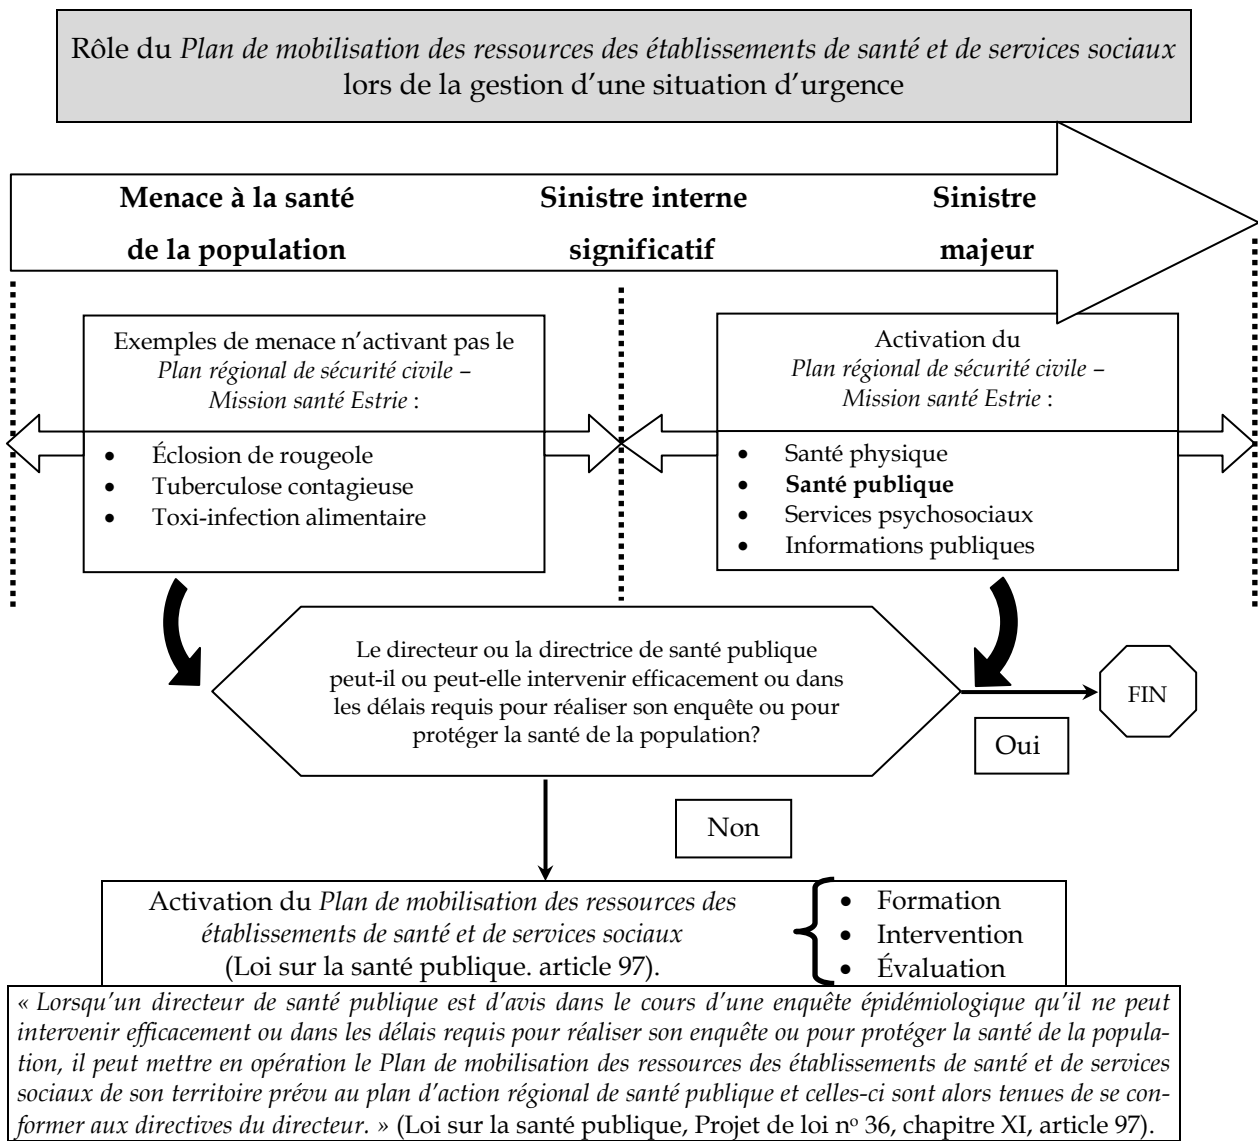 Rôle du Plan de mobilisation des ressources des établissements de santé et de services sociaux
lors de la gestion d’une situation d’urgence
Menace à la santé
de la population
Sinistre interne
significatif
Sinistre
majeur
Exemples de menace n’activant pas le
Plan régional de sécurité civile –
Mission santé Estrie :
• Éclosion de rougeole
• Tuberculose contagieuse
• Toxi-infection alimentaire
Activation du
Plan régional de sécurité civile –
Mission santé Estrie :
• Santé physique
• Santé publique
• Services psychosociaux
• Informations publiques
Le directeur ou la directrice de santé publique
peut-il ou peut-elle intervenir efficacement ou dans
les délais requis pour réaliser son enquête ou pour
protéger la santé de la population?
FIN
Oui
Non
Activation du Plan de mobilisation des ressources des
établissements de santé et de services sociaux
(Loi sur la santé publique. article 97).
• Formation
• Intervention
• Évaluation
« Lorsqu’un directeur de santé publique est d’avis dans le cours d’une enquête épidémiologique qu’il ne peut
intervenir efficacement ou dans les délais requis pour réaliser son enquête ou pour protéger la santé de la popula-
tion, il peut mettre en opération le Plan de mobilisation des ressources des établissements de santé et de services
sociaux de son territoire prévu au plan d’action régional de santé publique et celles-ci sont alors tenues de se con-
former aux directives du directeur. » (Loi sur la santé publique, Projet de loi nº 36, chapitre XI, article 97).